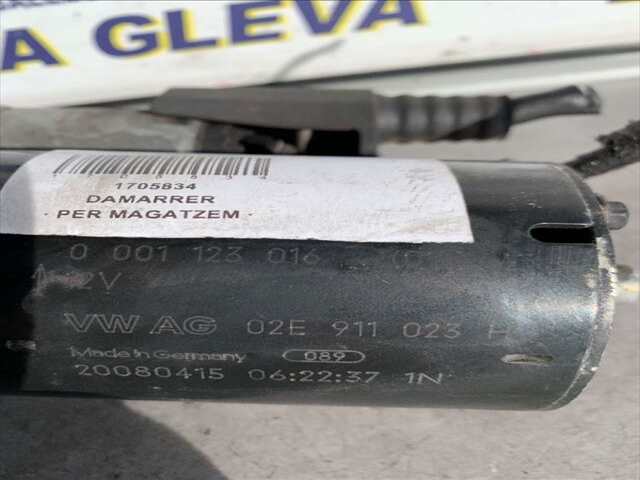 A GLEVA
1705834
DAMARRER
· PER MAGATZEM ·
0 001 123 016
12V
VW AG 02E 911 023 H
Made in Germany 089
20080415 06:22:37 1N